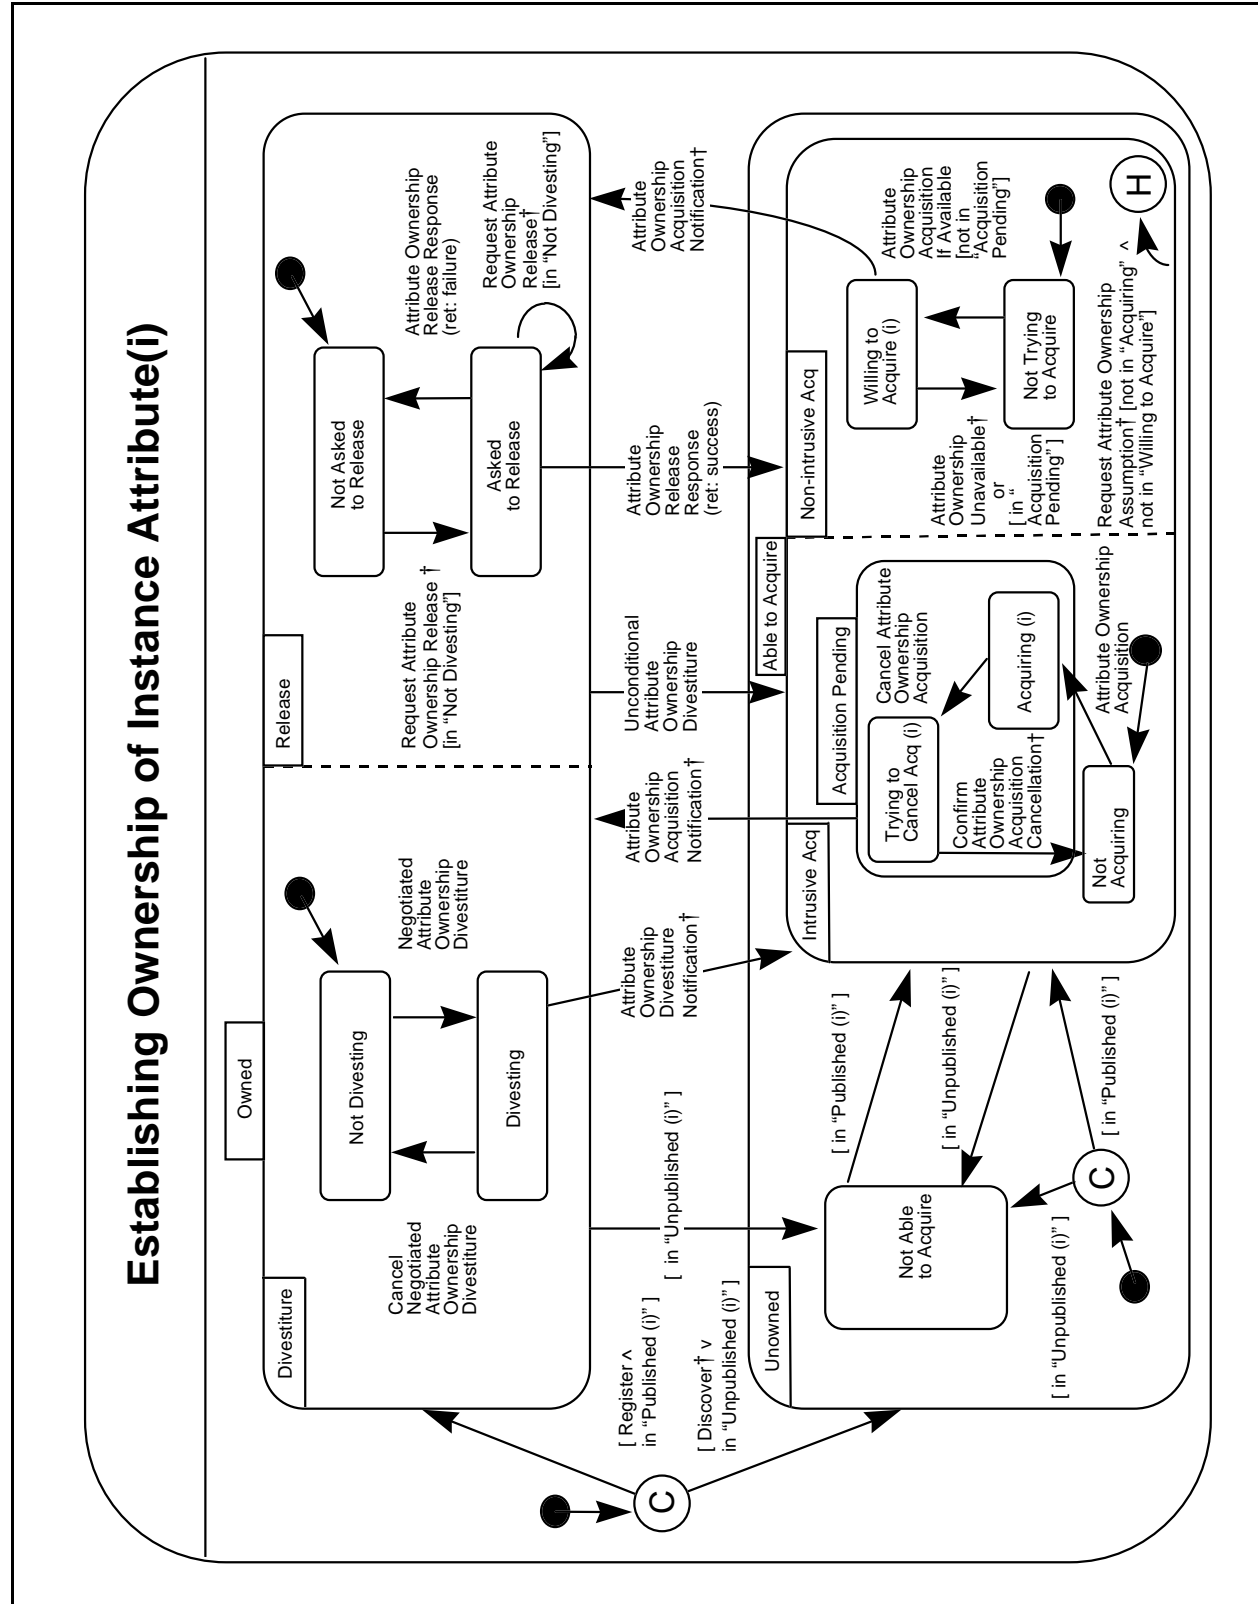 Establishing Ownership of Instance Attribute(i)
Owned
Divestiture
Release
Not Divesting
Divesting
Cancel
Negotiated
Attribute
Ownership
Divestiture
Negotiated
Attribute
Ownership
Divestiture
Not Asked
to Release
Asked
to Release
Request Attribute
Ownership Release †
[in “Not Divesting”]
Attribute Ownership
Release Response
(ret: failure)
Request Attribute
Ownership
Release†
[in “Not Divesting”]
[ Register ^
in “Published (i)” ]
[ Discover† v
in “Unpublished (i)” ]
C
[ in “Unpublished (i)” ]
Attribute
Ownership
Divestiture
Notification†
Attribute
Ownership
Acquisition
Notification†
Unconditional
Attribute
Ownership
Divestiture
Attribute
Ownership
Release
Response
(ret: success)
Attribute
Ownership
Acquisition
Notification†
Unowned
Not Able
to Acquire
[ in “Published (i)” ]
[ in “Unpublished (i)” ]
[ in “Unpublished (i)” ]
[ in “Published (i)” ]
C
Able to Acquire
Intrusive Acq
Acquisition Pending
Trying to
Cancel Acq (i)
Cancel Attribute
Ownership
Acquisition
Acquiring (i)
Confirm
Attribute
Ownership
Acquisition
Cancellation†
Not
Acquiring
Attribute Ownership
Acquisition
Non-intrusive Acq
Willing to
Acquire (i)
Not Trying
to Acquire
Attribute
Ownership
Unavailable†
or
[ in “
Acquisition
Pending” ]
Attribute
Ownership
Acquisition
If Available
[not in
“Acquisition
Pending”]
Request Attribute Ownership
Assumption† [not in “Acquiring” ^
not in “Willing to Acquire”]
H